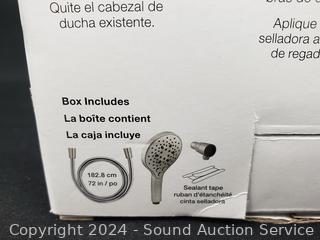 Quite el cabezal de
ducha existente.
Aplique
selladora a
de regad
Box Includes
La boîte contient
La caja incluye
182.8 cm
72 in / po
Sealant tape
ruban d'étanchéité
cinta selladora
Copyright 2024 - Sound Auction Service